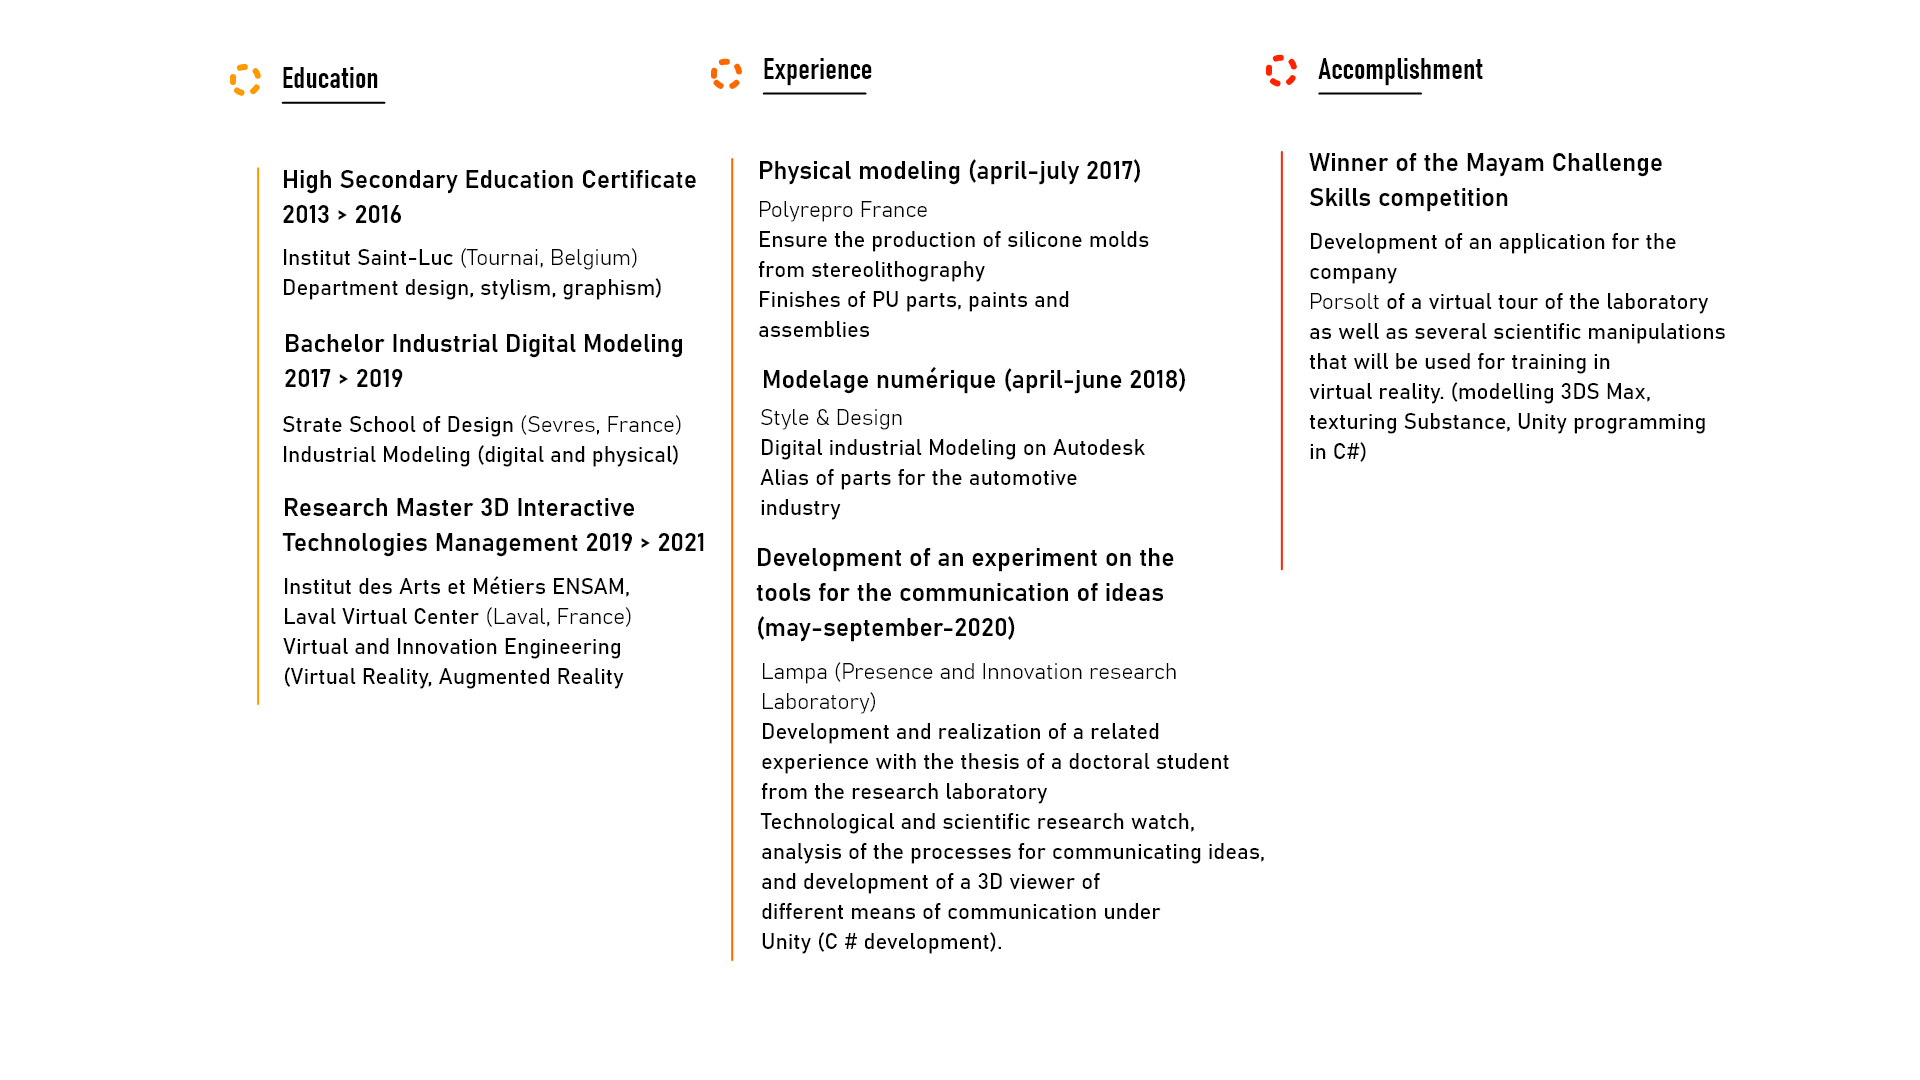 Education
High Secondary Education Certificate
2013 > 2016
Institut Saint-Luc (Tournai, Belgium)
Department design, stylism, graphism)
Bachelor Industrial Digital Modeling
2017 > 2019
Strate School of Design (Sevres, France)
Industrial Modeling (digital and physical)
Research Master 3D Interactive
Technologies Management 2019 > 2021
Institut des Arts et Métiers ENSAM,
Laval Virtual Center (Laval, France)
Virtual and Innovation Engineering
(Virtual Reality, Augmented Reality
Experience
Physical modeling (april-july 2017)
Polyrepro France
Ensure the production of silicone molds
from stereolithography
Finishes of PU parts, paints and
assemblies
Modelage numérique (april-june 2018)
Style & Design
Digital industrial Modeling on Autodesk
Alias of parts for the automotive
industry
Development of an experiment on the
tools for the communication of ideas
(may-september-2020)
Lampa (Presence and Innovation research
Laboratory)
Development and realization of a related
experience with the thesis of a doctoral student
from the research laboratory
Technological and scientific research watch,
analysis of the processes for communicating ideas,
and development of a 3D viewer of
different means of communication under
Unity (C # development).
Accomplishment
Winner of the Mayam Challenge
Skills competition
Development of an application for the
company
Porsolt of a virtual tour of the laboratory
as well as several scientific manipulations
that will be used for training in
virtual reality. (modelling 3DS Max,
texturing Substance, Unity programming
in C#)